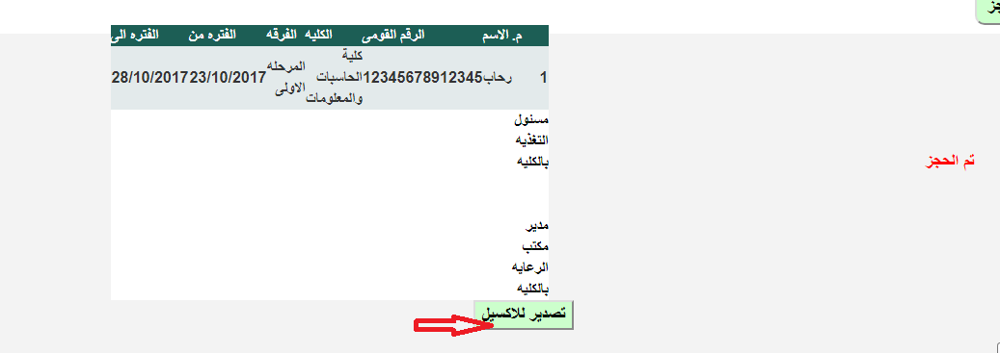 جز
م. الاسم الرقم القومى الكليه الفرقه الفتره من الفتره الى
1 رحاب 12345678912345 كلية الحاسبات والمعلومات المرحله الاولى 23/10/2017 28/10/2017
مسئول
التغذيه
بالكليه
تم الحجز
مدير
مكتب
الرعايه
بالكليه
تصدير للاكسيل